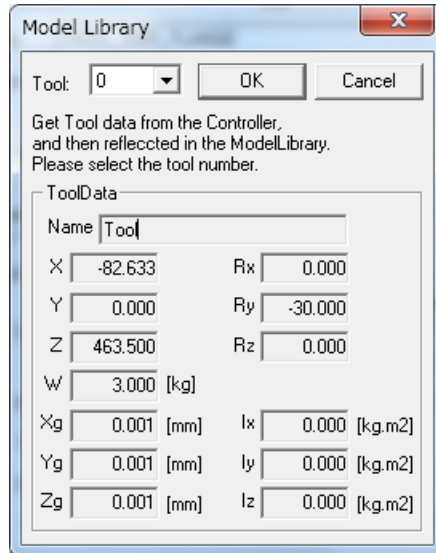 Model Library
Tool: 0 OK Cancel
Get Tool data from the Controller,
and then refleccted in the ModelLibrary.
Please select the tool number.
ToolData
Name Tool
X -82.633 Rx 0.000
Y 0.000 Ry -30.000
Z 463.500 Rz 0.000
W 3.000 [kg]
Xg 0.001 [mm] Ix 0.000 [kg.m2]
Yg 0.001 [mm] Iy 0.000 [kg.m2]
Zg 0.001 [mm] Iz 0.000 [kg.m2]